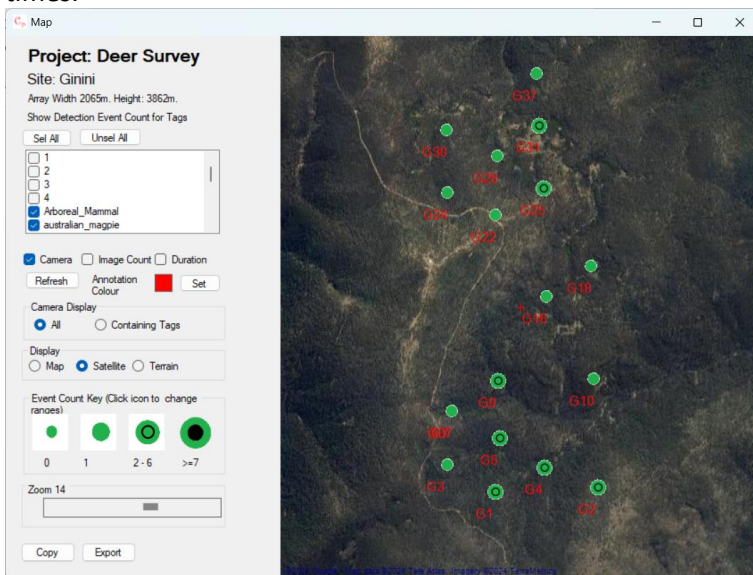 times.
Map
Project: Deer Survey
Site: Ginini
Array Width 2065m. Height: 3862m.
Show Detection Event Count for Tags
Sel All
Unsel All
1
2
3
4
Arboreal_Mammal
australian_magpie
Camera
Image Count
Duration
Refresh
Annotation
Colour
Set
Camera Display
All
Containing Tags
Display
Map
Satellite
Terrain
Event Count Key (Click icon to change
ranges)
0
1
2 - 6
>=7
Zoom 14
Copy
Export
G37
G31
G30
G26
G25
G24
G22
G18
G16
G9
G10
G5
G3
G4
G1
G2